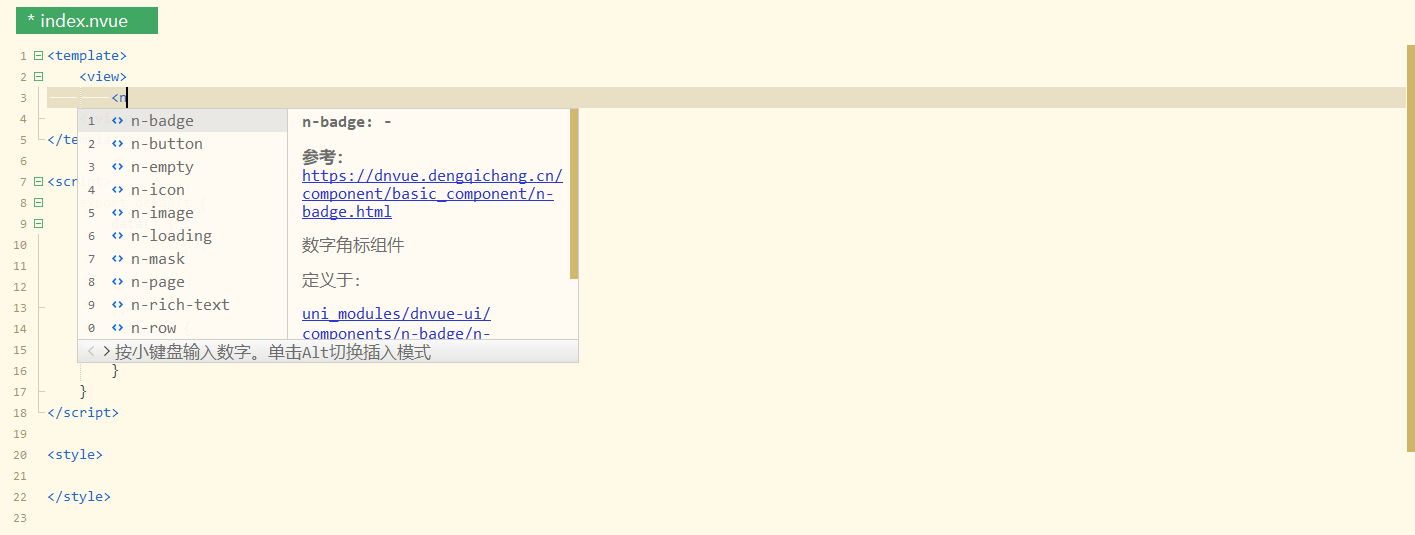 * index.nvue
1 <template>
2 <view>
3 <n
4
5 </te
6
7 <scr
8
9
10
11
12
13
14
15
16 }
17 }
18 </script>
19
20 <style>
21
22 </style>
23
1 <> n-badge
2 <> n-button
3 <> n-empty
4 <> n-icon
5 <> n-image
6 <> n-loading
7 <> n-mask
8 <> n-page
9 <> n-rich-text
0 <> n-row
n-badge: -
参考:
https://dnvue.dengqichang.cn/
component/basic_component/n-
badge.html
数字角标组件
定义于:
uni_modules/dnvue-ui/
components/n-badge/n-
< > 按小键盘输入数字。单击Alt切换插入模式